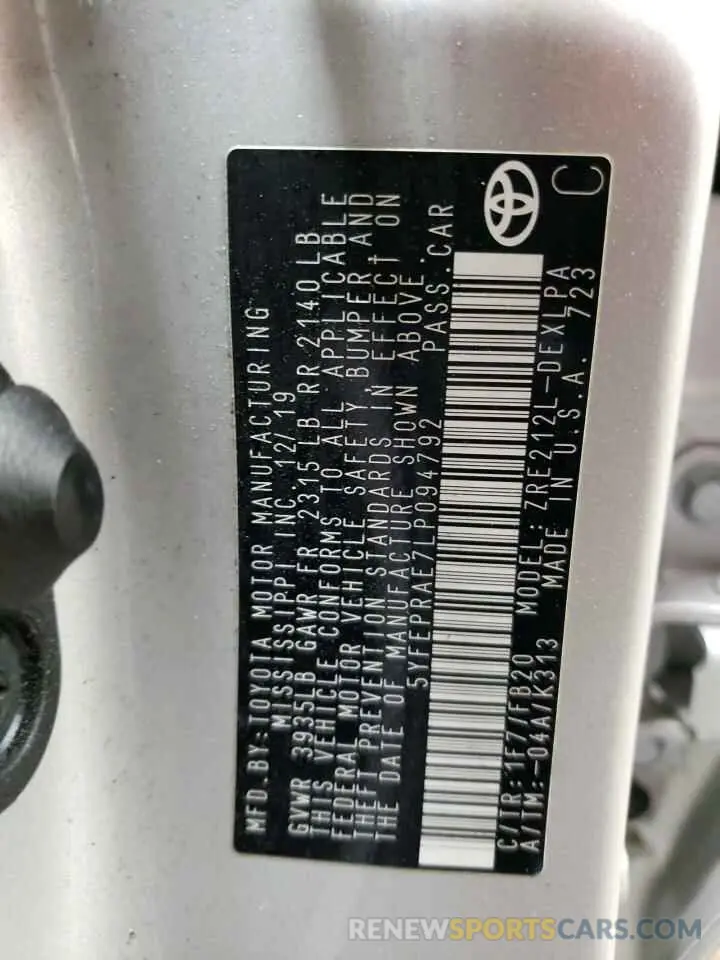 MFD. BY: TOYOTA MOTOR MANUFACTURING
MISSISSIPPI INC. 12/19
GVWR 3935LB GAWR FR 2315LB RR 2140LB
THIS VEHICLE CONFORMS TO ALL APPLICABLE
FEDERAL MOTOR VEHICLE SAFETY, BUMPER AND
THEFT PREVENTION STANDARDS IN EFFECT ON
THE DATE OF MANUFACTURE SHOWN ABOVE.
5YFEPRAE7LP094792 PASS. CAR
C/TR: 1F7/FB20 MODEL: ZRE212L-DEXLPA
A/TM: -04A/K313 MADE IN U.S.A. 723
C
RENEWSPORTSCARS.COM